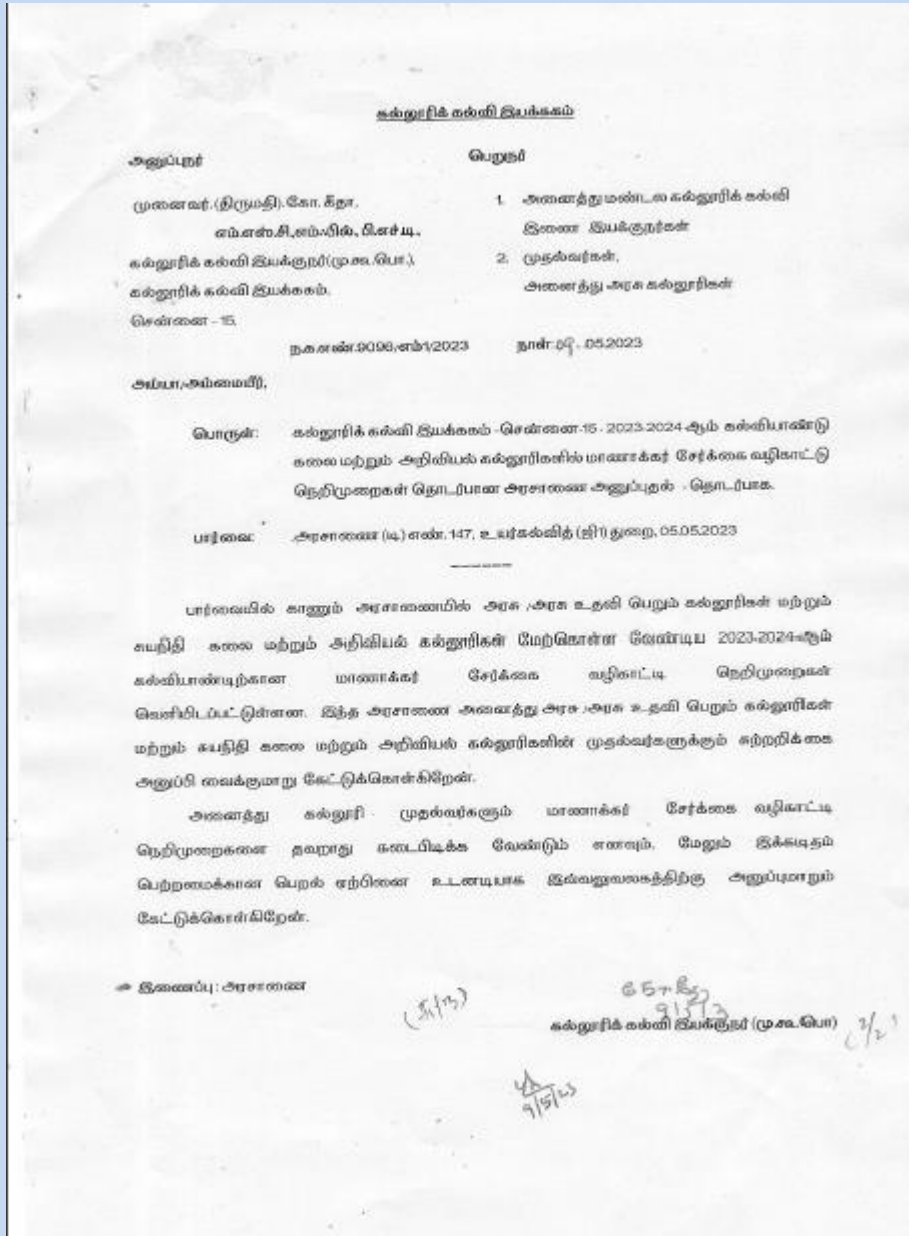 கல்லூரிக் கல்வி இயக்ககம்
அனுப்புநர் பெறுநர்
முனைவர்.(திருமதி). கோ. கீதா,
எம்.எஸ்.சி.,எம்.ஃபில், பி.எச்.டி.,
கல்லூரிக் கல்வி இயக்குநர்(மு.கூ.பொ.),
கல்லூரிக் கல்வி இயக்ககம்,
சென்னை - 15.
1. அனைத்து மண்டல கல்லூரிக் கல்வி
இணை இயக்குநர்கள்
2. முதல்வர்கள்,
அனைத்து அரசு கல்லூரிகள்
ந.க.எண்.9096/எம்1/2023 நாள்: 09 .05.2023
அய்யா/அம்மையீர்,
பொருள்: கல்லூரிக் கல்வி இயக்ககம் -சென்னை-15 - 2023-2024 ஆம் கல்வியாண்டு
கலை மற்றும் அறிவியல் கல்லூரிகளில் மாணாக்கர் சேர்க்கை வழிகாட்டு
நெறிமுறைகள் தொடர்பான அரசாணை அனுப்புதல் - தொடர்பாக.
பார்வை: அரசாணை (டி) எண். 147, உயர்கல்வித் (ஜி1) துறை, 05.05.2023
பார்வையில் காணும் அரசாணையில் அரசு /அரசு உதவி பெறும் கல்லூரிகள் மற்றும்
சுயநிதி கலை மற்றும் அறிவியல் கல்லூரிகள் மேற்கொள்ள வேண்டிய 2023-2024-ஆம்
கல்வியாண்டிற்கான மாணாக்கர் சேர்க்கை வழிகாட்டி நெறிமுறைகள்
வெளியிடப்பட்டுள்ளன. இந்த அரசாணை அனைத்து அரசு /அரசு உதவி பெறும் கல்லூரிகள்
மற்றும் சுயநிதி கலை மற்றும் அறிவியல் கல்லூரிகளின் முதல்வர்களுக்கும் சுற்றறிக்கை
அனுப்பி வைக்குமாறு கேட்டுக்கொள்கிறேன்.
அனைத்து கல்லூரி முதல்வர்களும் மாணாக்கர் சேர்க்கை வழிகாட்டி
நெறிமுறைகளை தவறாது கடைபிடிக்க வேண்டும் எனவும், மேலும் இக்கடிதம்
பெற்றமைக்கான பெறல் ஏற்பினை உடனடியாக இவ்வலுவலகத்திற்கு அனுப்புமாறும்
கேட்டுக்கொள்கிறேன்.
இணைப்பு : அரசாணை
கல்லூரிக் கல்வி இயக்குநர் (மு.கூ.பொ)
9/5/23